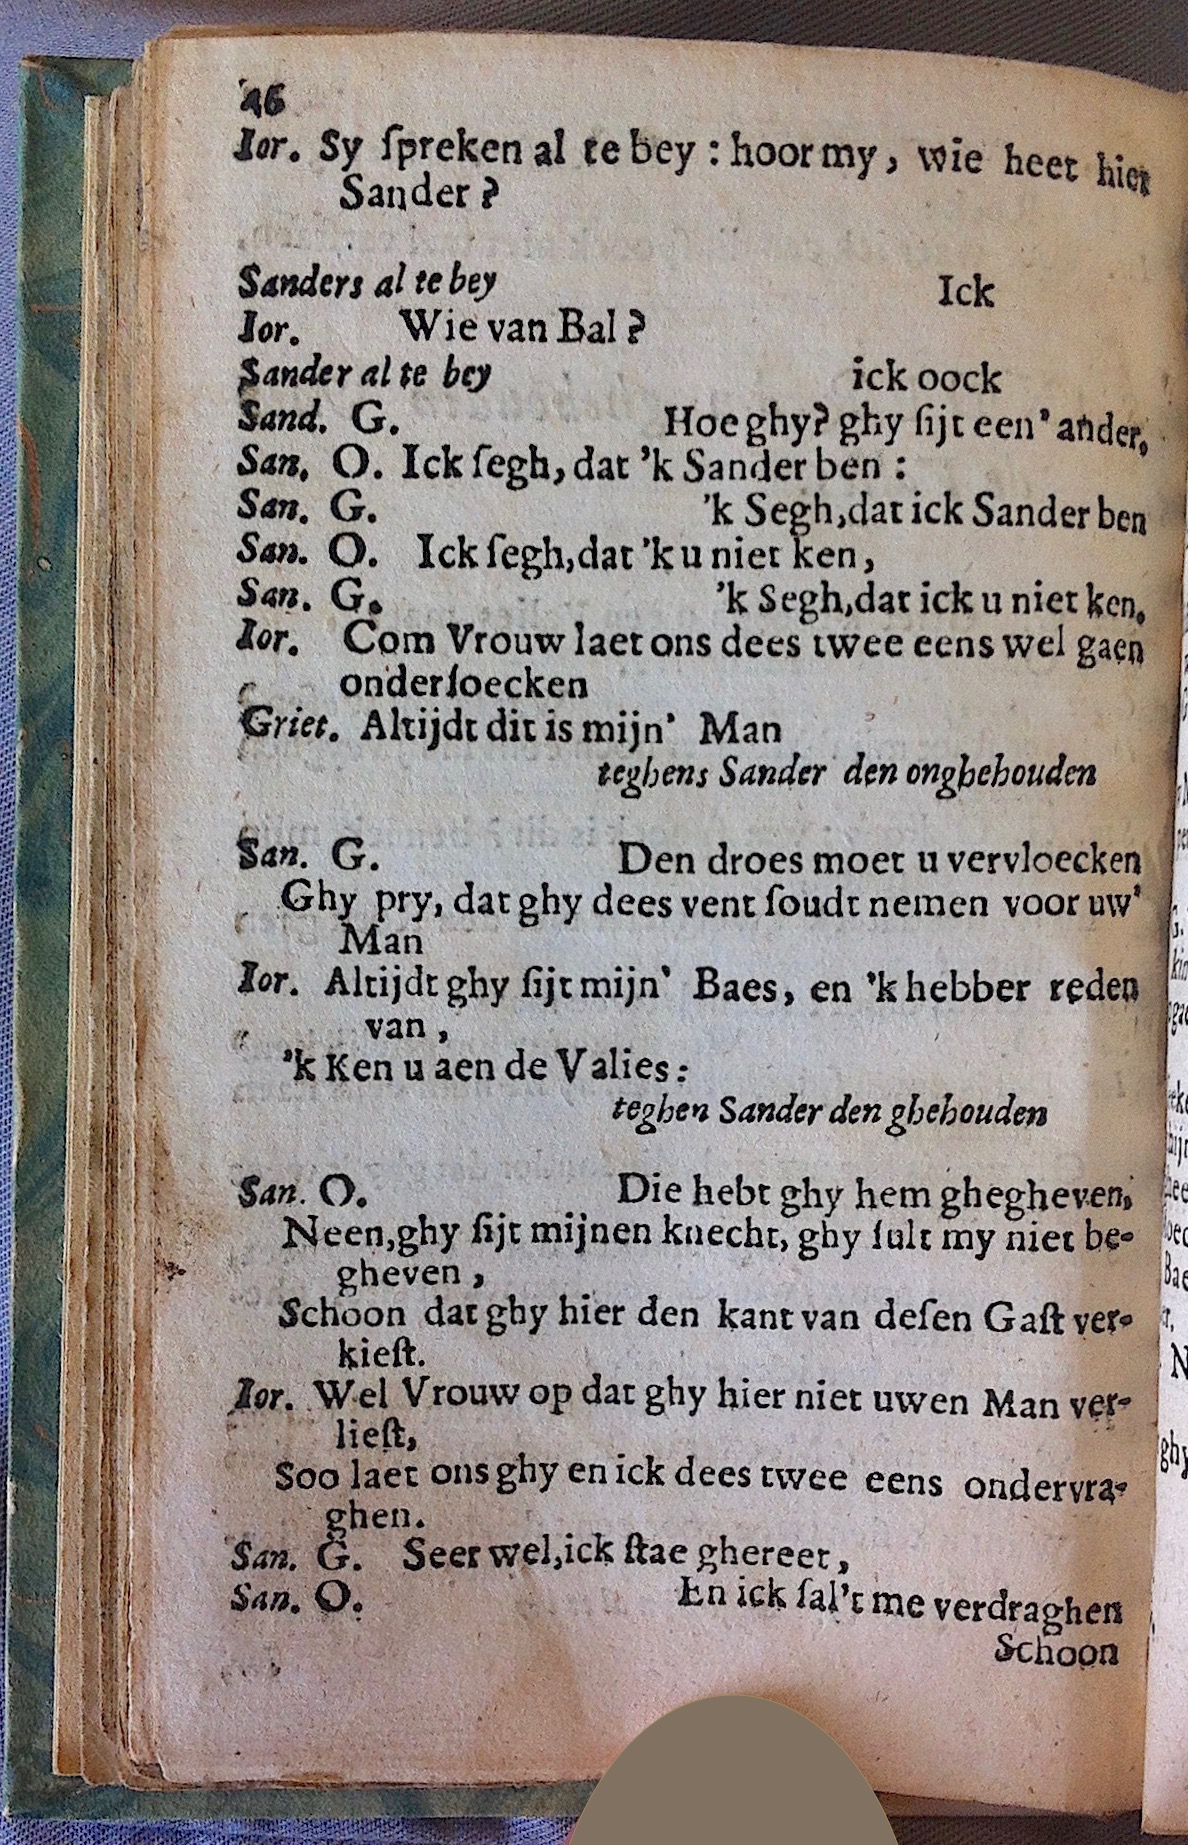 46
Ior. Sy ſpreken al te bey : hoor my, wie heet hier
Sander ?
Sanders al te bey Ick
Ior. Wie van Bal ?
Sander al te bey ick oock
Sand. G. Hoe ghy? ghy ſijt een' ander,
San. O. Ick ſegh, dat 'k Sander ben :
San. G. 'k Segh, dat ick Sander ben
San. O. Ick ſegh, dat 'k u niet ken,
San. G. 'k Segh, dat ick u niet ken.
Ior. Com Vrouw laet ons dees twee eens wel gaen
onderſoecken
Griet. Altijdt dit is mijn' Man
teghens Sander den onghehouden
San. G. Den droes moet u vervloecken
Ghy pry, dat ghy dees vent ſoudt nemen voor uw'
Man
Ior. Altijdt ghy ſijt mijn' Baes, en 'k hebber reden
van,
'k Ken u aen de Valies:
teghen Sander den ghehouden
San. O. Die hebt ghy hem ghegheven,
Neen, ghy ſijt mijnen knecht, ghy ſult my niet be-
gheven,
Schoon dat ghy hier den kant van deſen Gaſt ver-
kieſt.
Ior. Wel Vrouw op dat ghy hier niet uwen Man ver-
lieſt,
Soo laet ons ghy en ick dees twee eens ondervra-
ghen.
San. G. Seer wel, ick ſtae ghereet,
San. O. En ick ſal't me verdraghen
Schoon